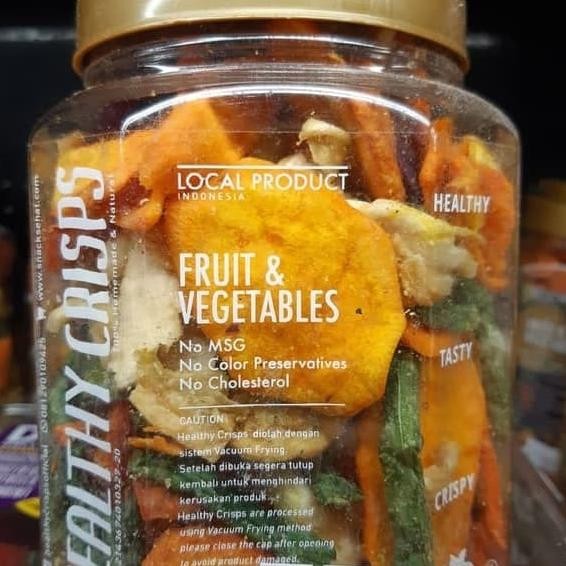 LOCAL PRODUCT
INDONESIA
FRUIT &
VEGETABLES
No MSG
No Color Preservatives
No Cholesterol
CAUTION
Healthy Crisps diolah dengan
sistem Vacuum Frying.
Setelah dibuka segera tutup
kembali untuk menghindari
kerusakan produk.
Healthy Crisps are processed
using Vacuum Frying method
please close the cap after opening
to avoid product damaged.
HEALTHY
TASTY
CRISPY
HEALTHY CRISPS
100% Homemade & Natural
www.snacksehat.com